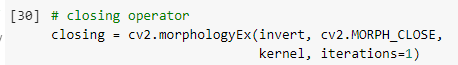 [30] # closing operator
closing = cv2.morphologyEx(invert, cv2.MORPH_CLOSE,
kernel, iterations=1)